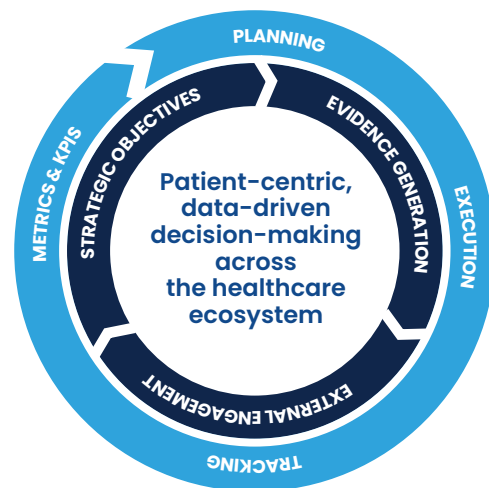 PLANNING
EXECUTION
TRACKING
METRICS & KPIS
STRATEGIC OBJECTIVES
EVIDENCE GENERATION
EXTERNAL ENGAGEMENT
Patient-centric,
data-driven
decision-making
across
the healthcare
ecosystem